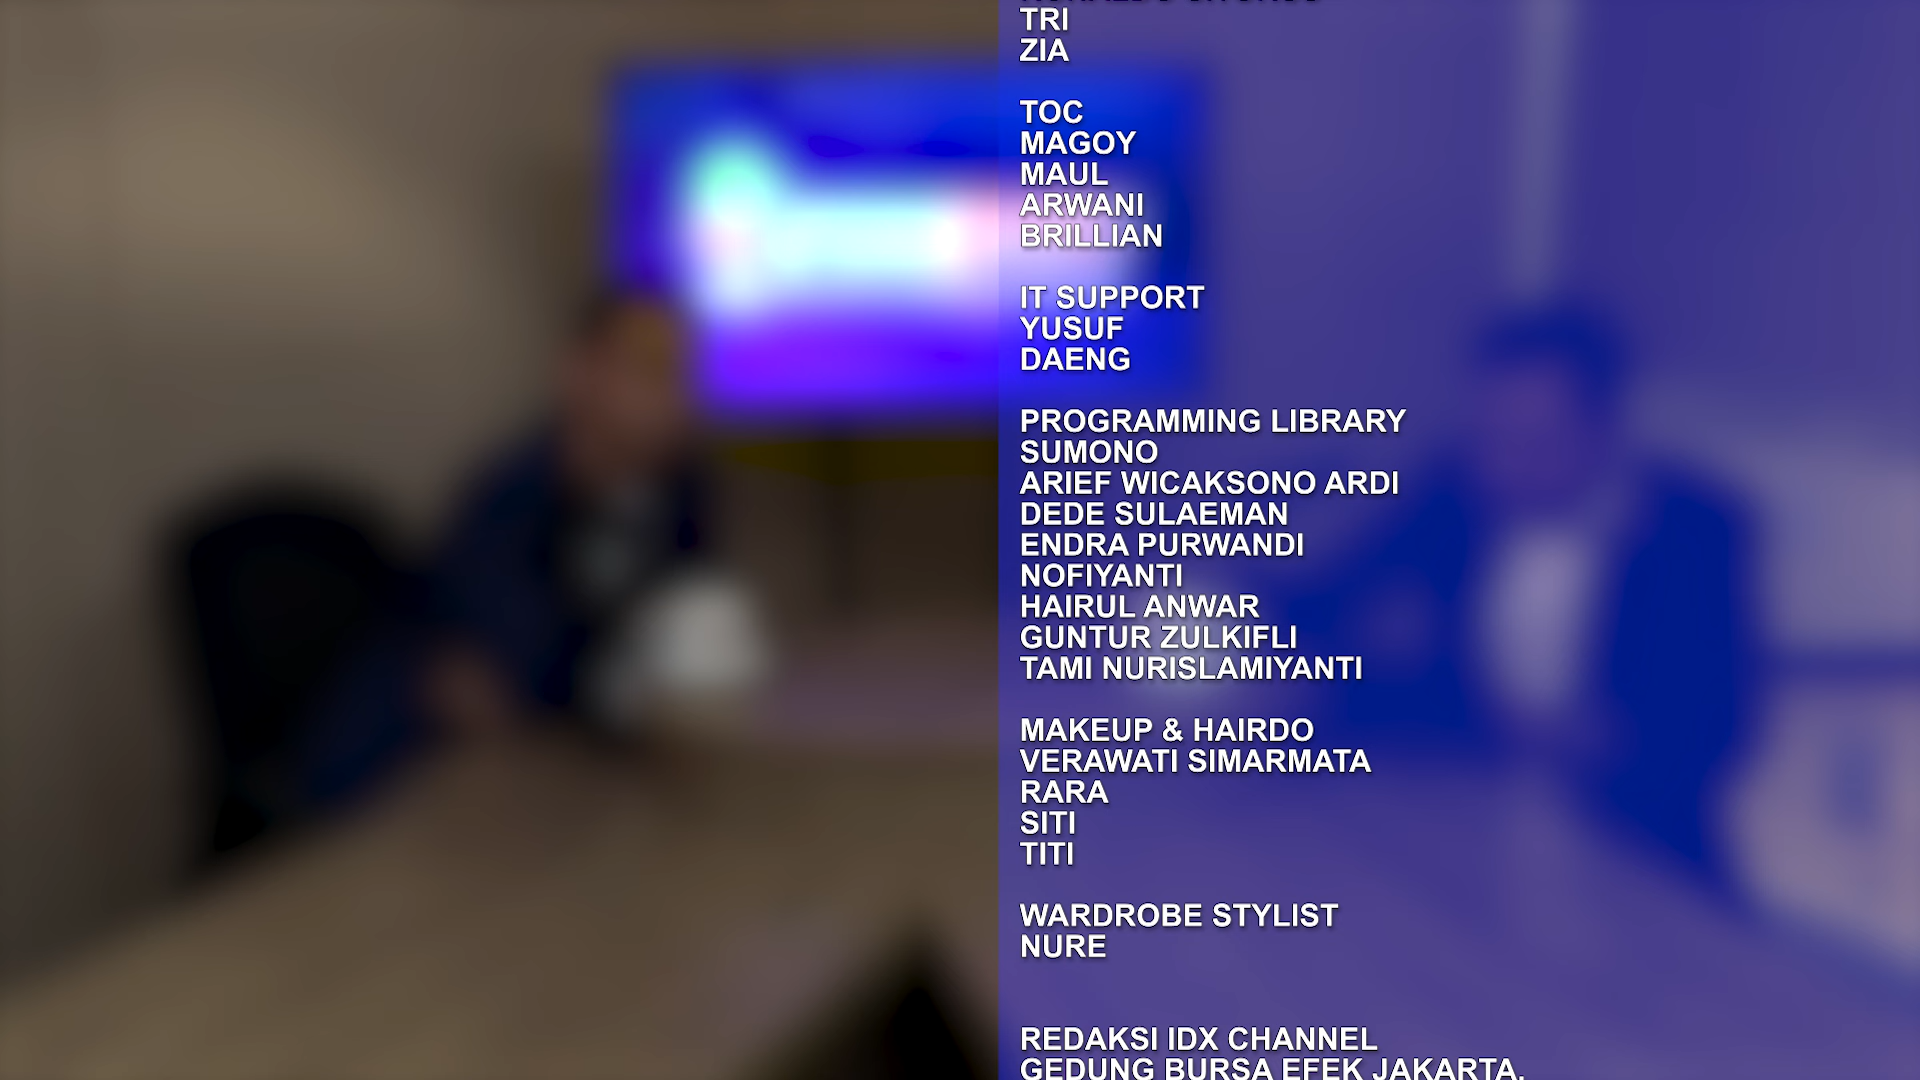 TRI
ZIA
TOC
MAGOY
MAUL
ARWANI
BRILLIAN
IT SUPPORT
YUSUF
DAENG
PROGRAMMING LIBRARY
SUMONO
ARIEF WICAKSONO ARDI
DEDE SULAEMAN
ENDRA PURWANDI
NOFIYANTI
HAIRUL ANWAR
GUNTUR ZULKIFLI
TAMI NURISLAMIYANTI
MAKEUP & HAIRDO
VERAWATI SIMARMATA
RARA
SITI
TITI
WARDROBE STYLIST
NURE
REDAKSI IDX CHANNEL
GEDUNG BURSA EFEK JAKARTA,